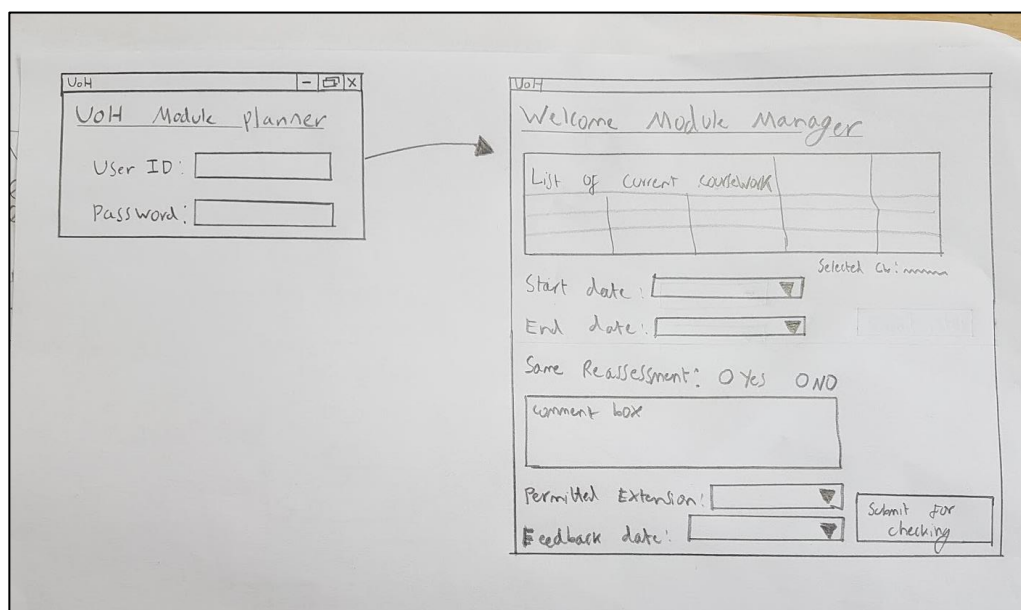 UoH
UoH Module planner
User ID:
Password:
UoH
Welcome Module Manager
List of current coursework
Selected CW:
Start date:
End date:
Same Reassessment: O Yes O NO
comment box
Permitted Extension:
Feedback date:
Submit for
checking